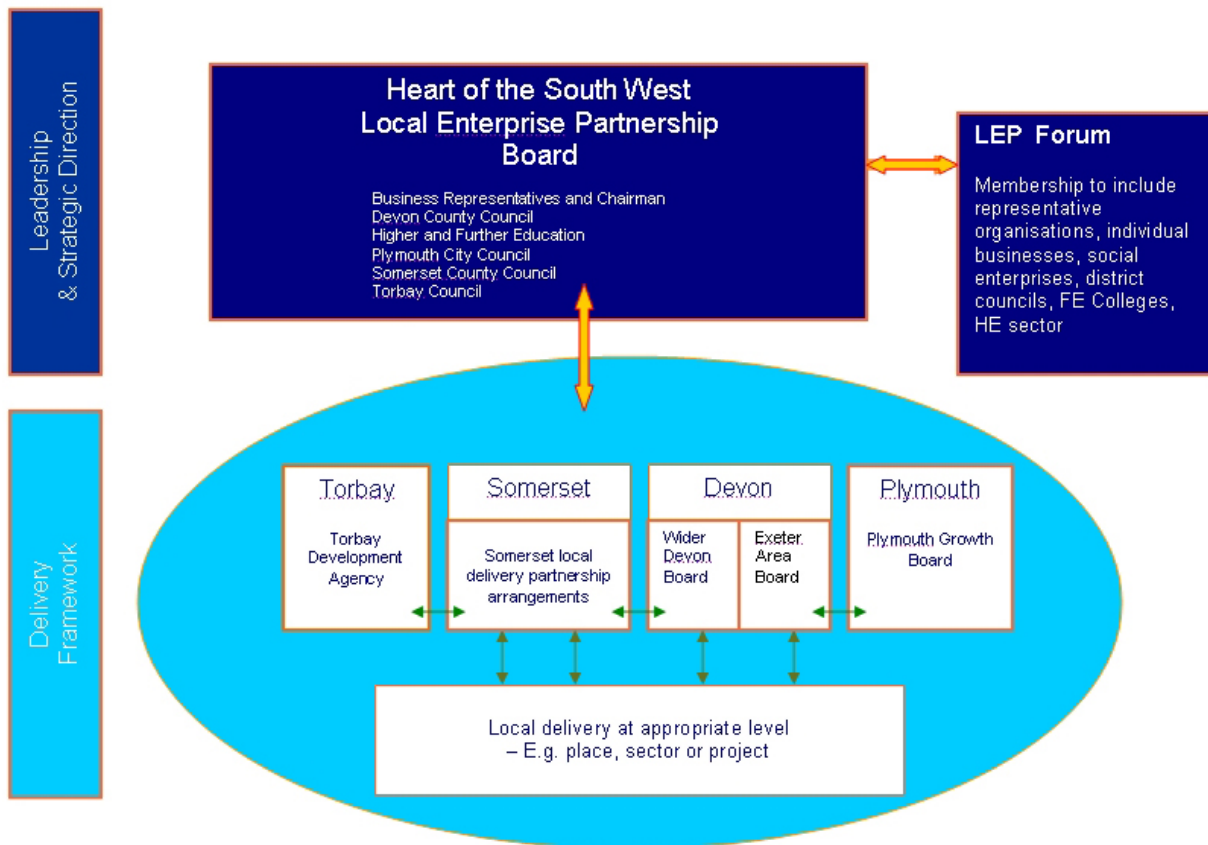 Leadership
& Strategic Direction
Heart of the South West
Local Enterprise Partnership
Board
Business Representatives and Chairman
Devon County Council
Higher and Further Education
Plymouth City Council
Somerset County Council
Torbay Council
LEP Forum
Membership to include
representative
organisations, individual
businesses, social
enterprises, district
councils, FE Colleges,
HE sector
Delivery
Framework
Torbay
Torbay
Development
Agency
Somerset
Somerset local
delivery partnership
arrangements
Devon
Wider
Devon
Board
Exeter
Area
Board
Plymouth
Plymouth Growth
Board
Local delivery at appropriate level
– E.g. place, sector or project